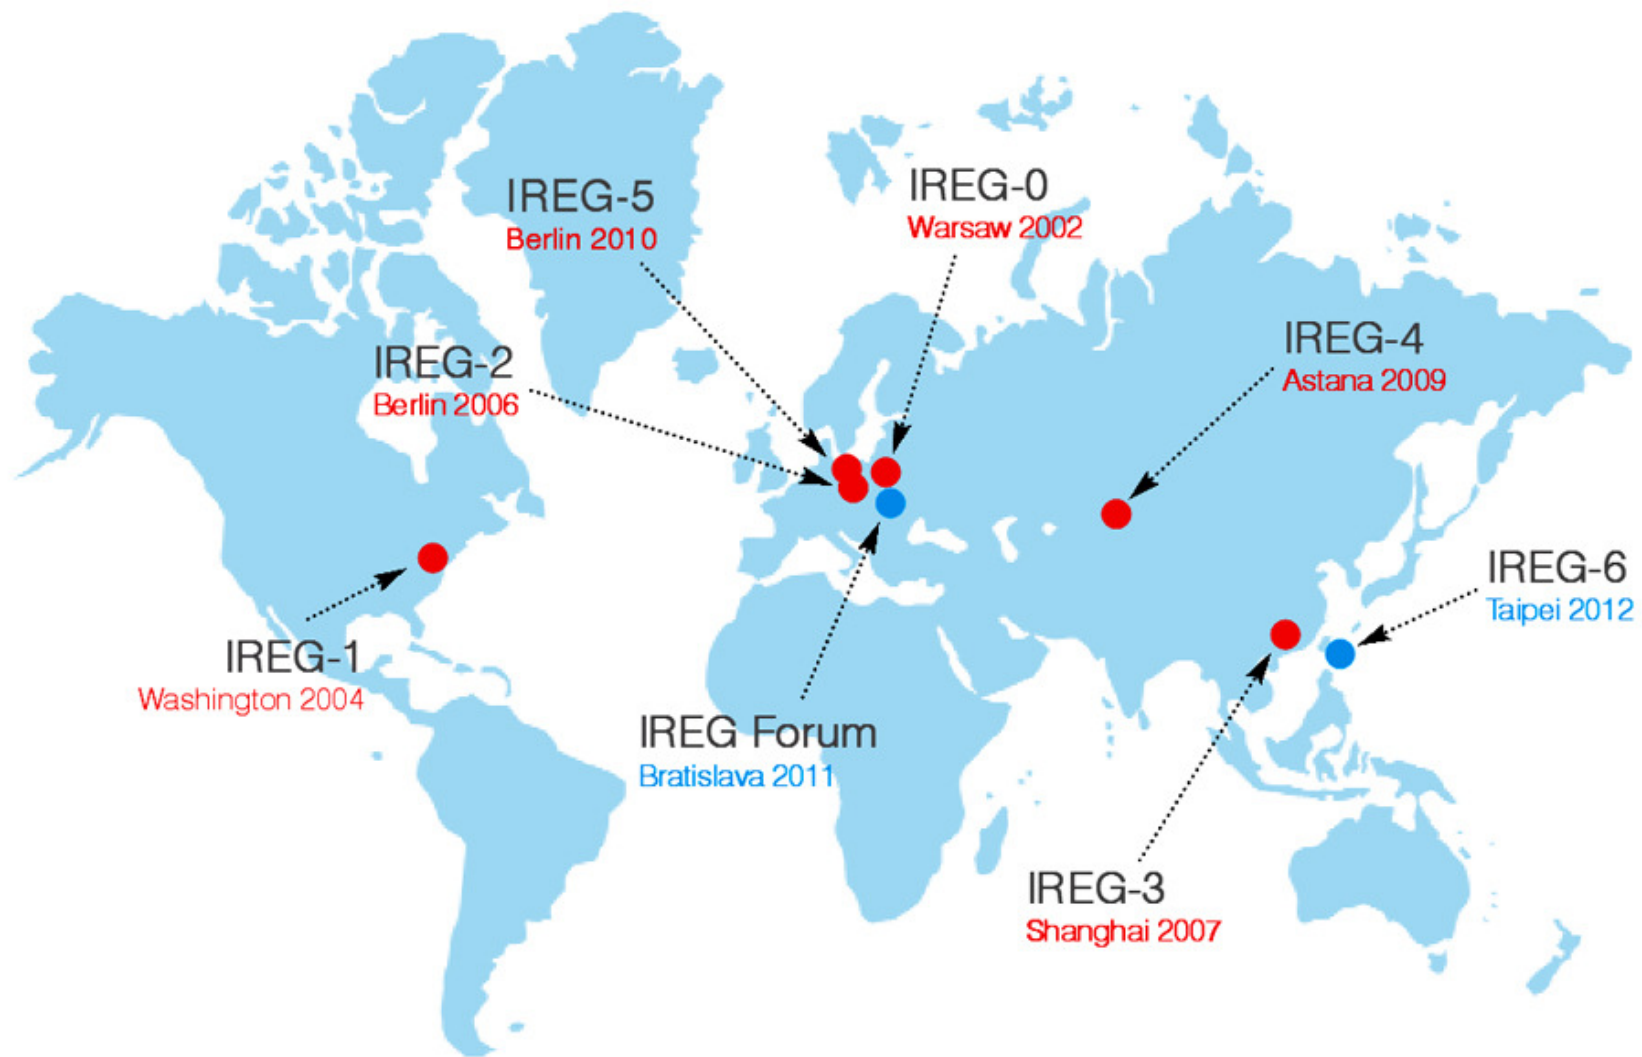 IREG-0
Warsaw 2002
IREG-5
Berlin 2010
IREG-4
Astana 2009
IREG-2
Berlin 2006
IREG-6
Taipei 2012
IREG-1
Washington 2004
IREG Forum
Bratislava 2011
IREG-3
Shanghai 2007